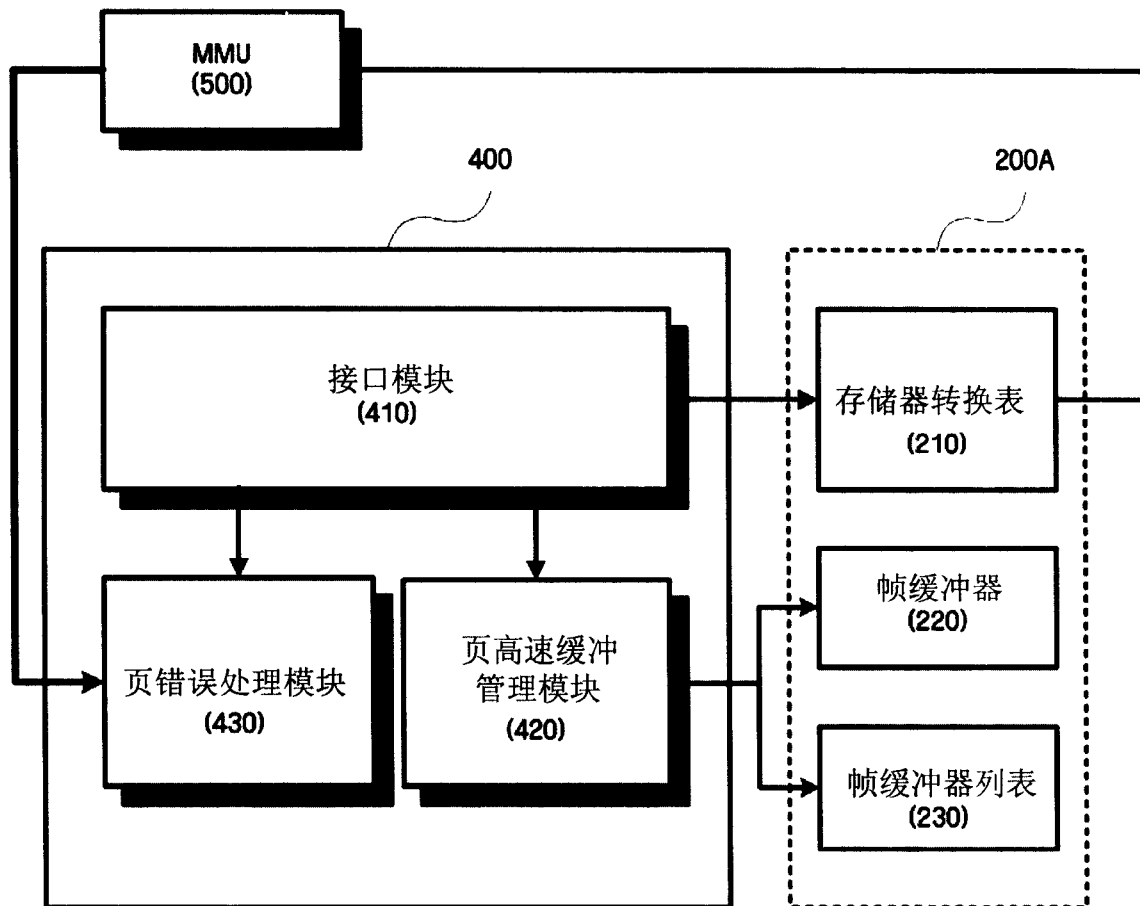 MMU
(500)
400
200A
接口模块
(410)
存储器转换表
(210)
页错误处理模块
(430)
页高速缓冲
管理模块
(420)
帧缓冲器
(220)
帧缓冲器列表
(230)